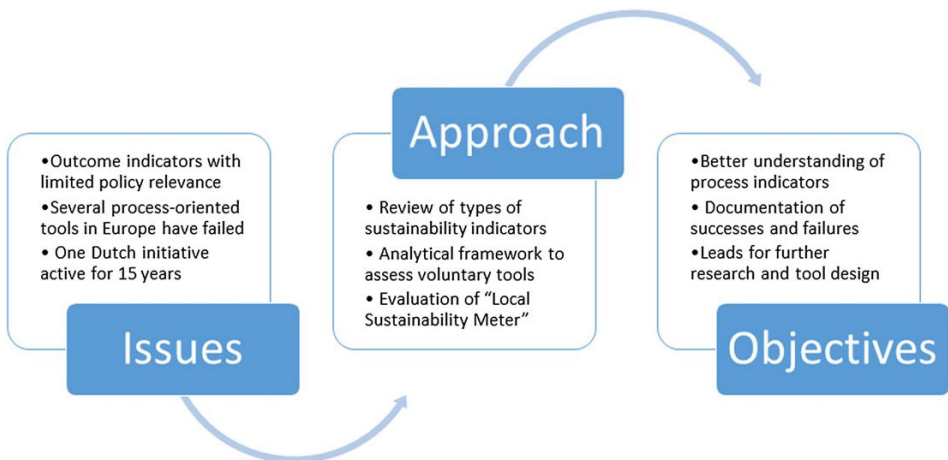 •Outcome indicators with
limited policy relevance
•Several process-oriented
tools in Europe have failed
• One Dutch initiative
active for 15 years
Issues
Approach
• Review of types of
sustainability indicators
• Analytical framework to
assess voluntary tools
• Evaluation of “Local
Sustainability Meter”
•Better understanding of
process indicators
• Documentation of
successes and failures
•Leads for further
research and tool design
Objectives